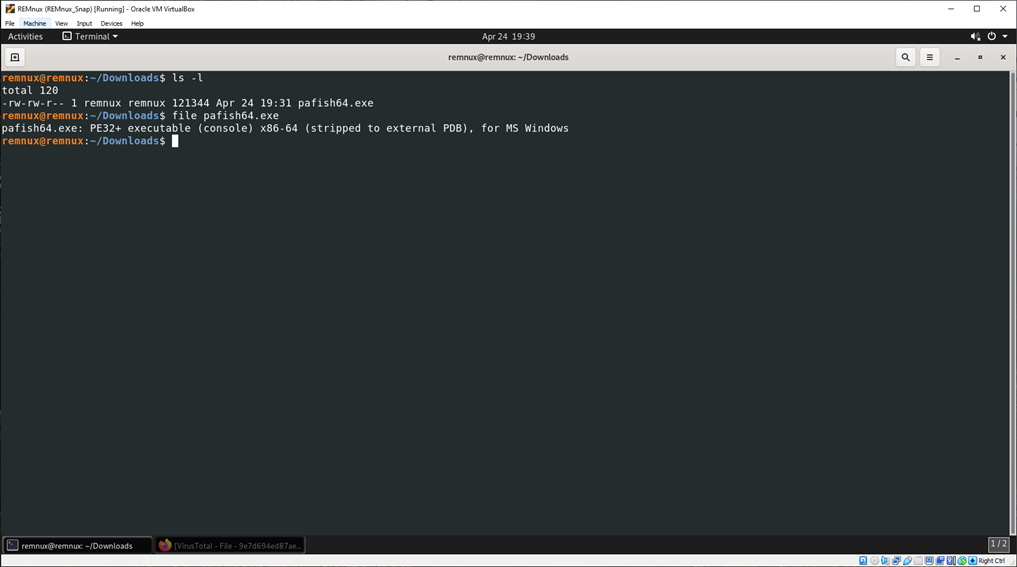 REMnux (REMnux_Snap) [Running] - Oracle VM VirtualBox
File Machine View Input Devices Help
Activities Terminal Apr 24 19:39
remnux@remnux: ~/Downloads
remnux@remnux:~/Downloads$ ls -l
total 120
-rw-rw-r-- 1 remnux remnux 121344 Apr 24 19:31 pafish64.exe
remnux@remnux:~/Downloads$ file pafish64.exe
pafish64.exe: PE32+ executable (console) x86-64 (stripped to external PDB), for MS Windows
remnux@remnux:~/Downloads$
remnux@remnux: ~/Downloads [VirusTotal - File - 9e7d694ed87ae... 1 / 2
Right Ctrl